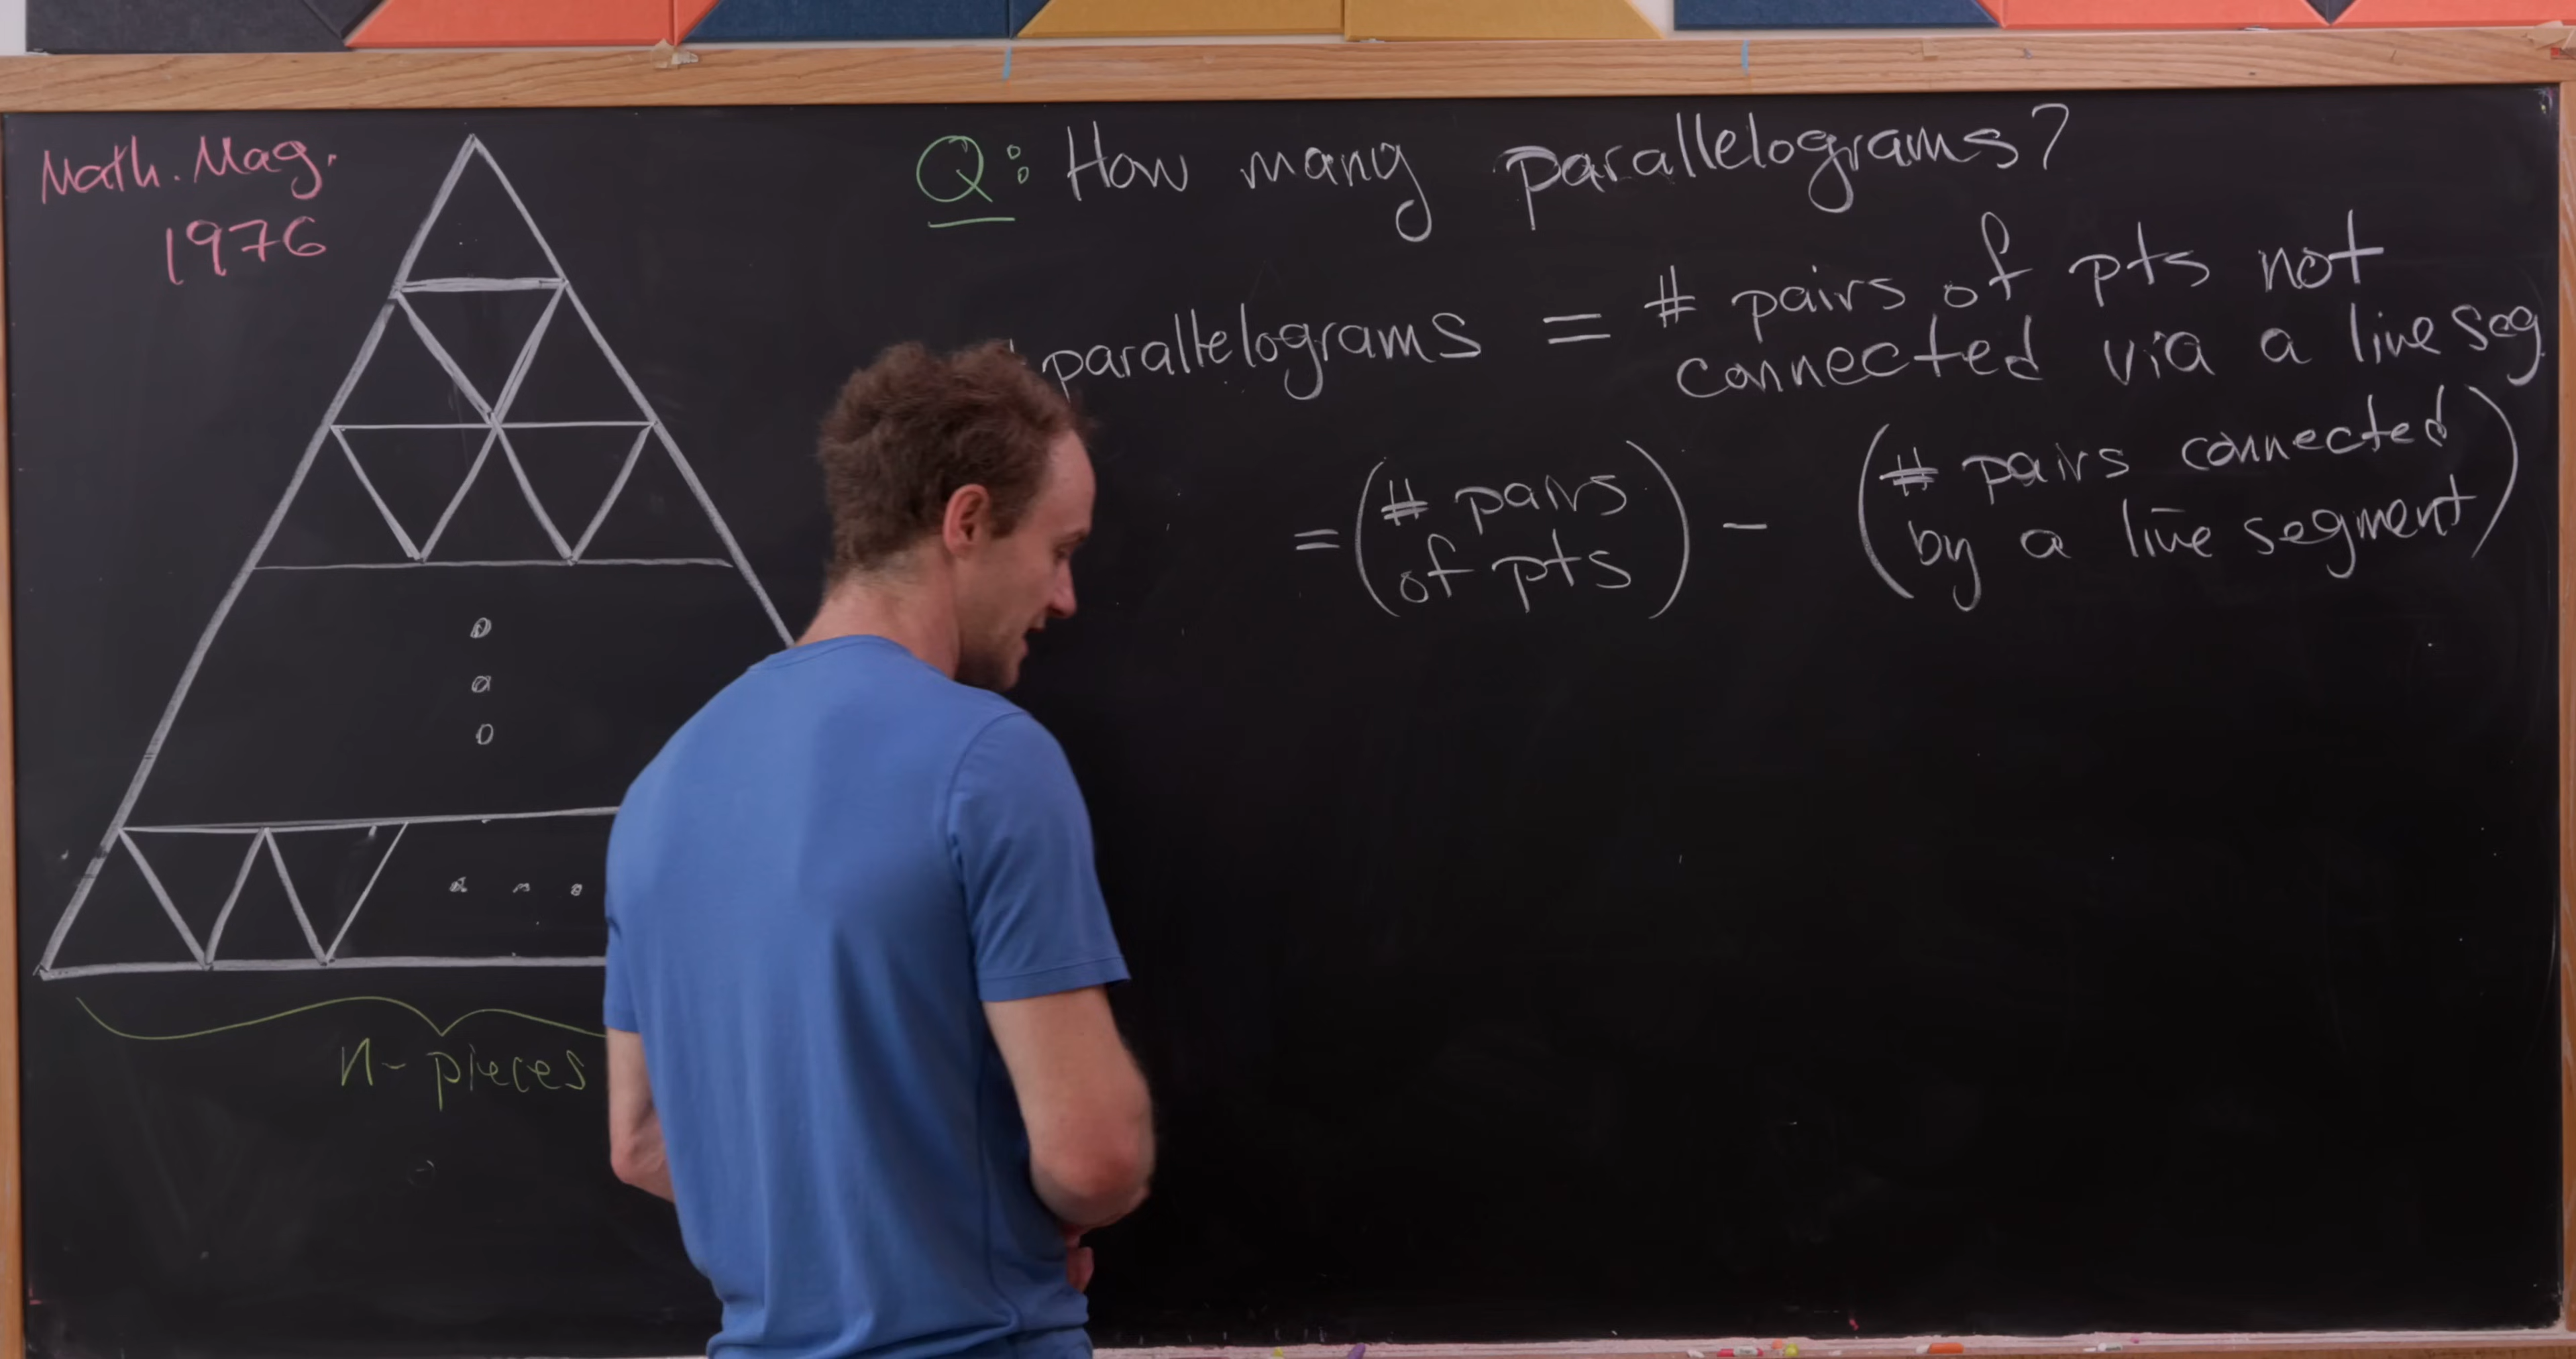 Math. Mag.
1976
Q: How many parallelograms?
parallelograms = # pairs of pts not
connected via a line seg
= (# pairs of pts) - (# pairs connected by a line segment)
n-pieces